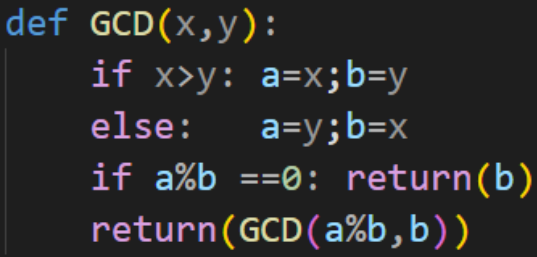 def GCD(x,y):
    if x>y: a=x;b=y
    else:   a=y;b=x
    if a%b ==0: return(b)
    return(GCD(a%b,b))